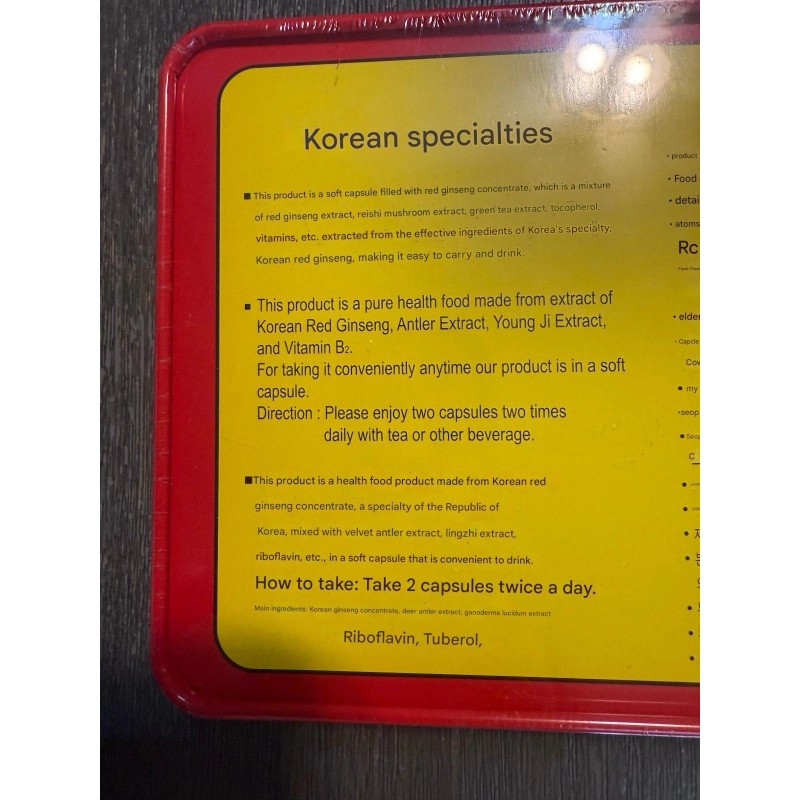 Korean specialties
■ This product is a soft capsule filled with red ginseng concentrate, which is a mixture
of red ginseng extract, reishi mushroom extract, green tea extract, tocopherol,
vitamins, etc. extracted from the effective ingredients of Korea's specialty,
Korean red ginseng, making it easy to carry and drink.
■ This product is a pure health food made from extract of
Korean Red Ginseng, Antler Extract, Young Ji Extract,
and Vitamin B₂.
For taking it conveniently anytime our product is in a soft
capsule.
Direction : Please enjoy two capsules two times
daily with tea or other beverage.
■This product is a health food product made from Korean red
ginseng concentrate, a specialty of the Republic of
Korea, mixed with velvet antler extract, lingzhi extract,
riboflavin, etc., in a soft capsule that is convenient to drink.
How to take: Take 2 capsules twice a day.
Main ingredients: Korean ginseng concentrate, deer antler extract, ganoderma lucidum extract
Riboflavin, Tuberol,
• product
• Food
• detai
• atoms
Rc
• elder
• Capcle
Cov
● my
•seop
● Seop
C